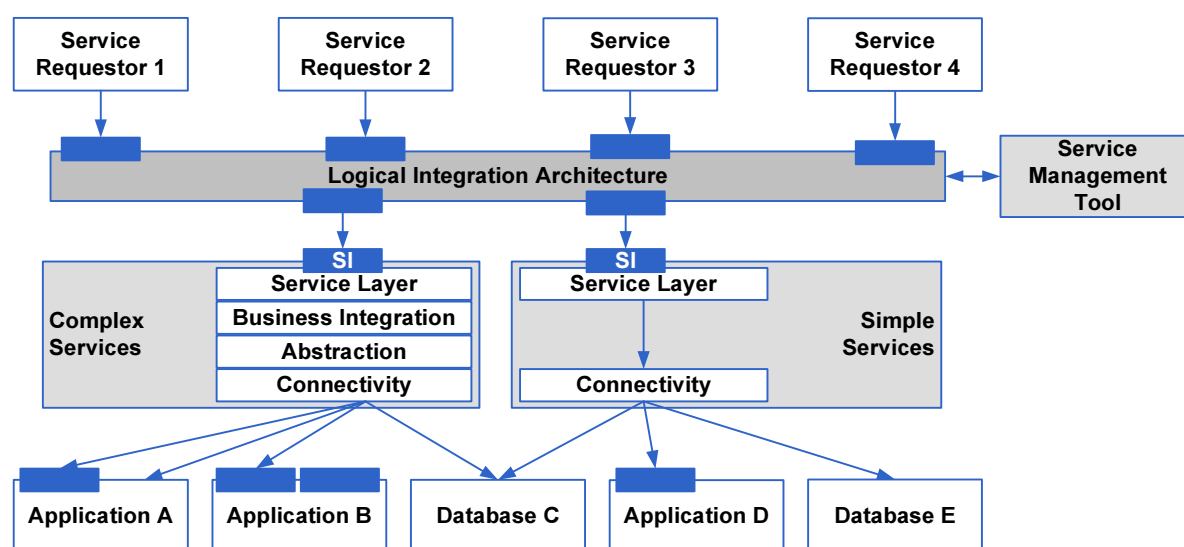 Service
Requestor 1
Service
Requestor 2
Service
Requestor 3
Service
Requestor 4
Logical Integration Architecture
Service
Management
Tool
SI
Service Layer
Business Integration
Abstraction
Connectivity
Complex
Services
SI
Service Layer
Connectivity
Simple
Services
Application A
Application B
Database C
Application D
Database E